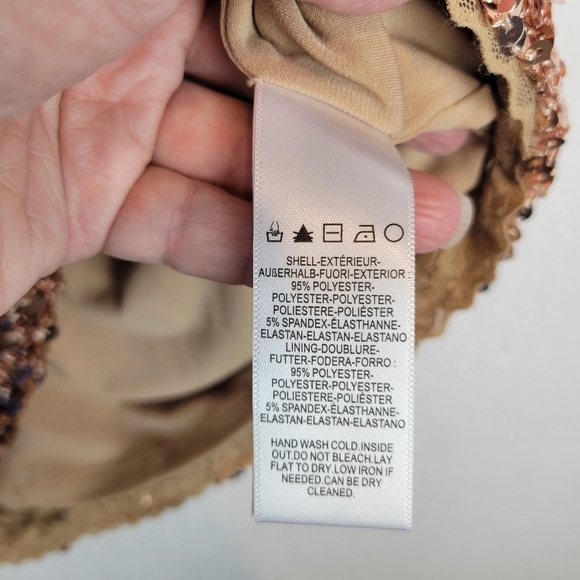 SHELL-EXTÉRIEUR-
AUßERHALB-FUORI-EXTERIOR:
95% POLYESTER-
POLYESTER-POLYESTER-
POLIESTERE-POLIÉSTER
5% SPANDEX-ÉLASTHANNE-
ELASTAN-ELASTAN-ELASTANO
LINING-DOUBLURE-
FUTTER-FODERA-FORRO :
95% POLYESTER-
POLYESTER-POLYESTER-
POLIESTERE-POLIÉSTER
5% SPANDEX-ÉLASTHANNE-
ELASTAN-ELASTAN-ELASTANO
HAND WASH COLD.INSIDE
OUT.DO NOT BLEACH.LAY
FLAT TO DRY.LOW IRON IF
NEEDED.CAN BE DRY
CLEANED.